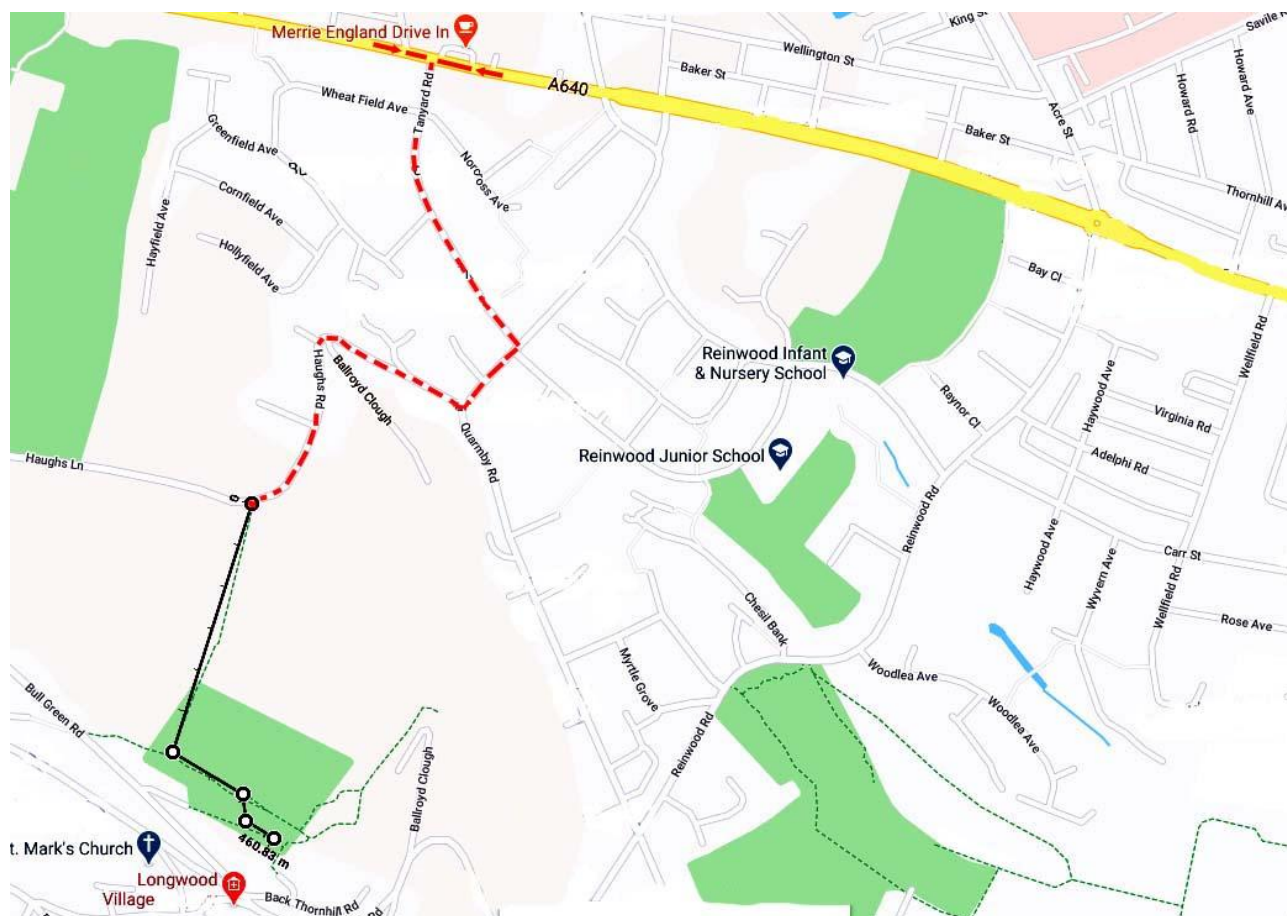 Merrie England Drive In
A640
King St
Savile
Wellington St
Baker St
Howard Ave
Howard Rd
Acre St
Baker St
Thornhill Av
Wheat Field Ave
Tanyard Rd
Greenfield Ave
Cornfield Ave
Hollyfield Ave
Hayfield Ave
Bay Cl
Wellfield Rd
Reinwood Infant
& Nursery School
Haughs Rd
Ballroyd Clough
Raynor Cl
Haywood Ave
Virginia Rd
Adelphi Rd
Haughs Ln
Quarmby Rd
Reinwood Junior School
Reinwood Rd
0
Haywood Ave
Wyvern Ave
Carr St
Wellfield Rd
Rose Ave
Chesil Bank
Myrtle Grove
Woodlea Ave
Woodlea Ave
Bull Green Rd
Reinwood Rd
Ballroyd Clough
460.83 m
t. Mark's Church
Longwood
Village
Back Thornhill Rd